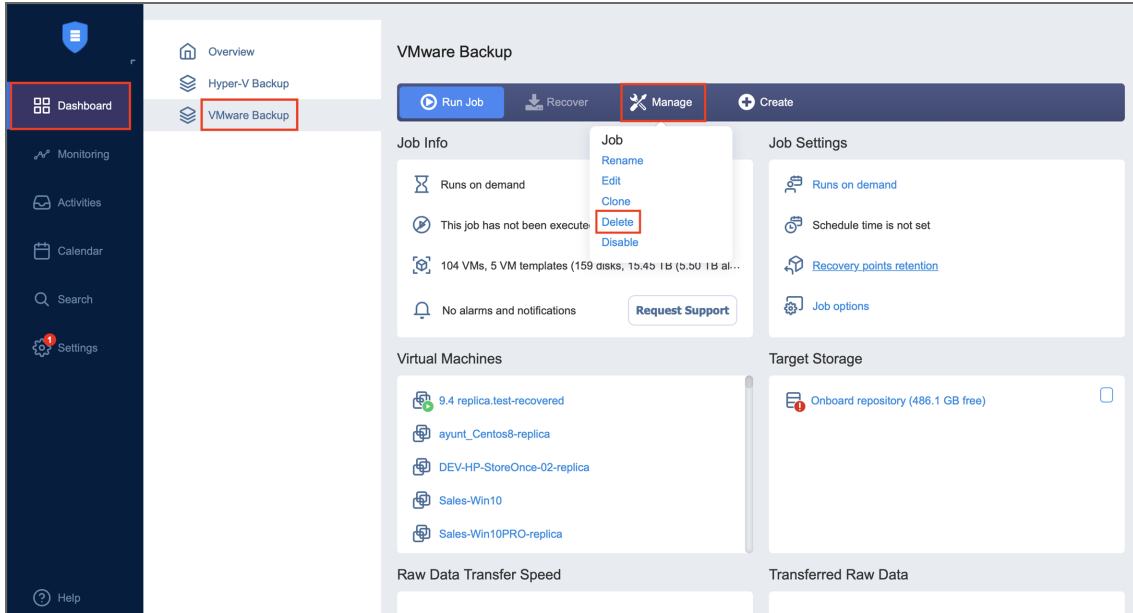 Dashboard
Monitoring
Activities
Calendar
Search
1
Settings
Help
Overview
Hyper-V Backup
VMware Backup
VMware Backup
Run Job
Recover
Manage
Create
Job
Rename
Edit
Clone
Delete
Disable
Job Info
Runs on demand
This job has not been execute
104 VMs, 5 VM templates (159 disks, 15.45 TB (5.50 TB al...
No alarms and notifications
Request Support
Job Settings
Runs on demand
Schedule time is not set
Recovery points retention
Job options
Virtual Machines
9.4 replica.test-recovered
ayunt_Centos8-replica
DEV-HP-StoreOnce-02-replica
Sales-Win10
Sales-Win10PRO-replica
Target Storage
Onboard repository (486.1 GB free)
Raw Data Transfer Speed
Transferred Raw Data